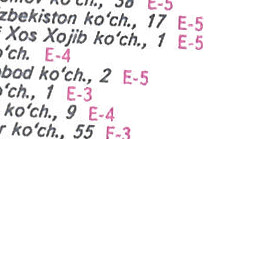 ko‘ch., 38 E-5
zbekiston ko‘ch., 17 E-5
Xos Xojib ko‘ch., 1 E-5
o‘ch. E-4
bod ko‘ch., 2 E-5
o‘ch., 1 E-3
ko‘ch., 9 E-4
r ko‘ch., 55 E-3